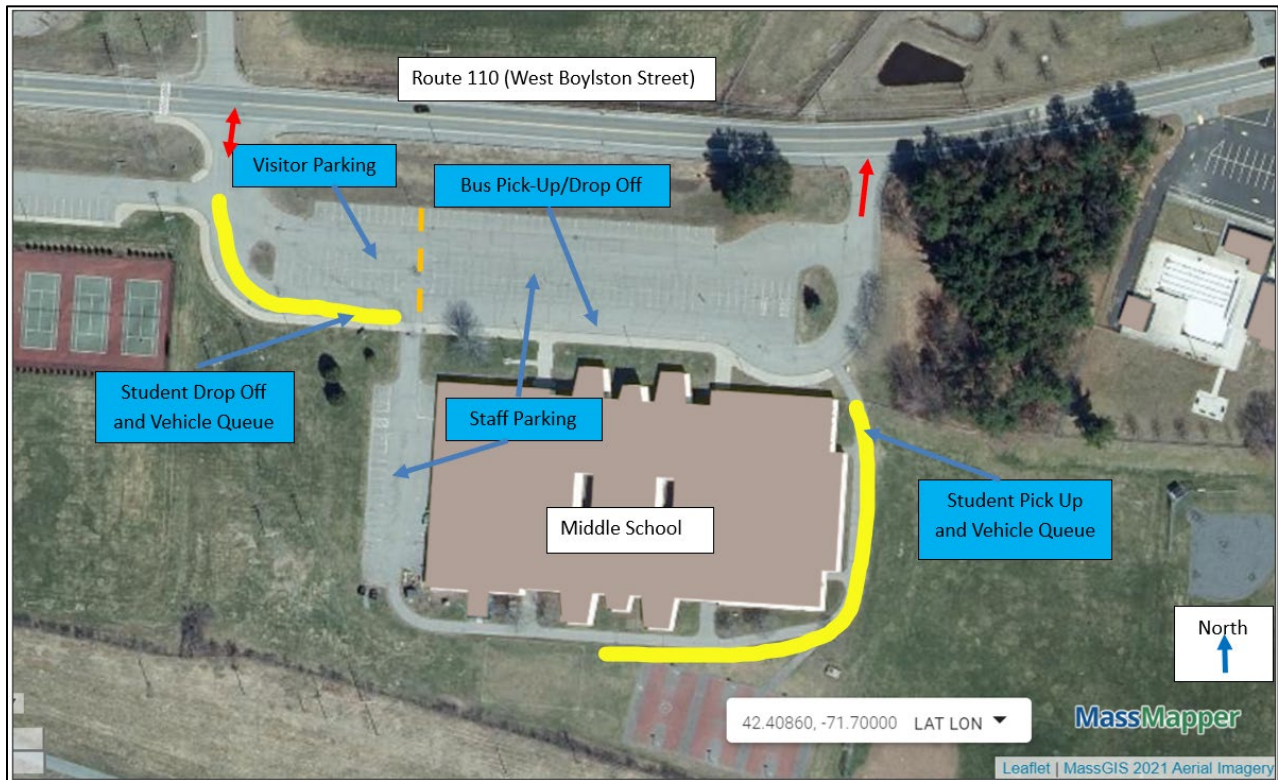 Route 110 (West Boylston Street)
Visitor Parking
Bus Pick-Up/Drop Off
Student Drop Off
and Vehicle Queue
Staff Parking
Middle School
Student Pick Up
and Vehicle Queue
North
42.40860, -71.70000 LAT LON ▼
MassMapper
Leaflet | MassGIS 2021 Aerial Imagery